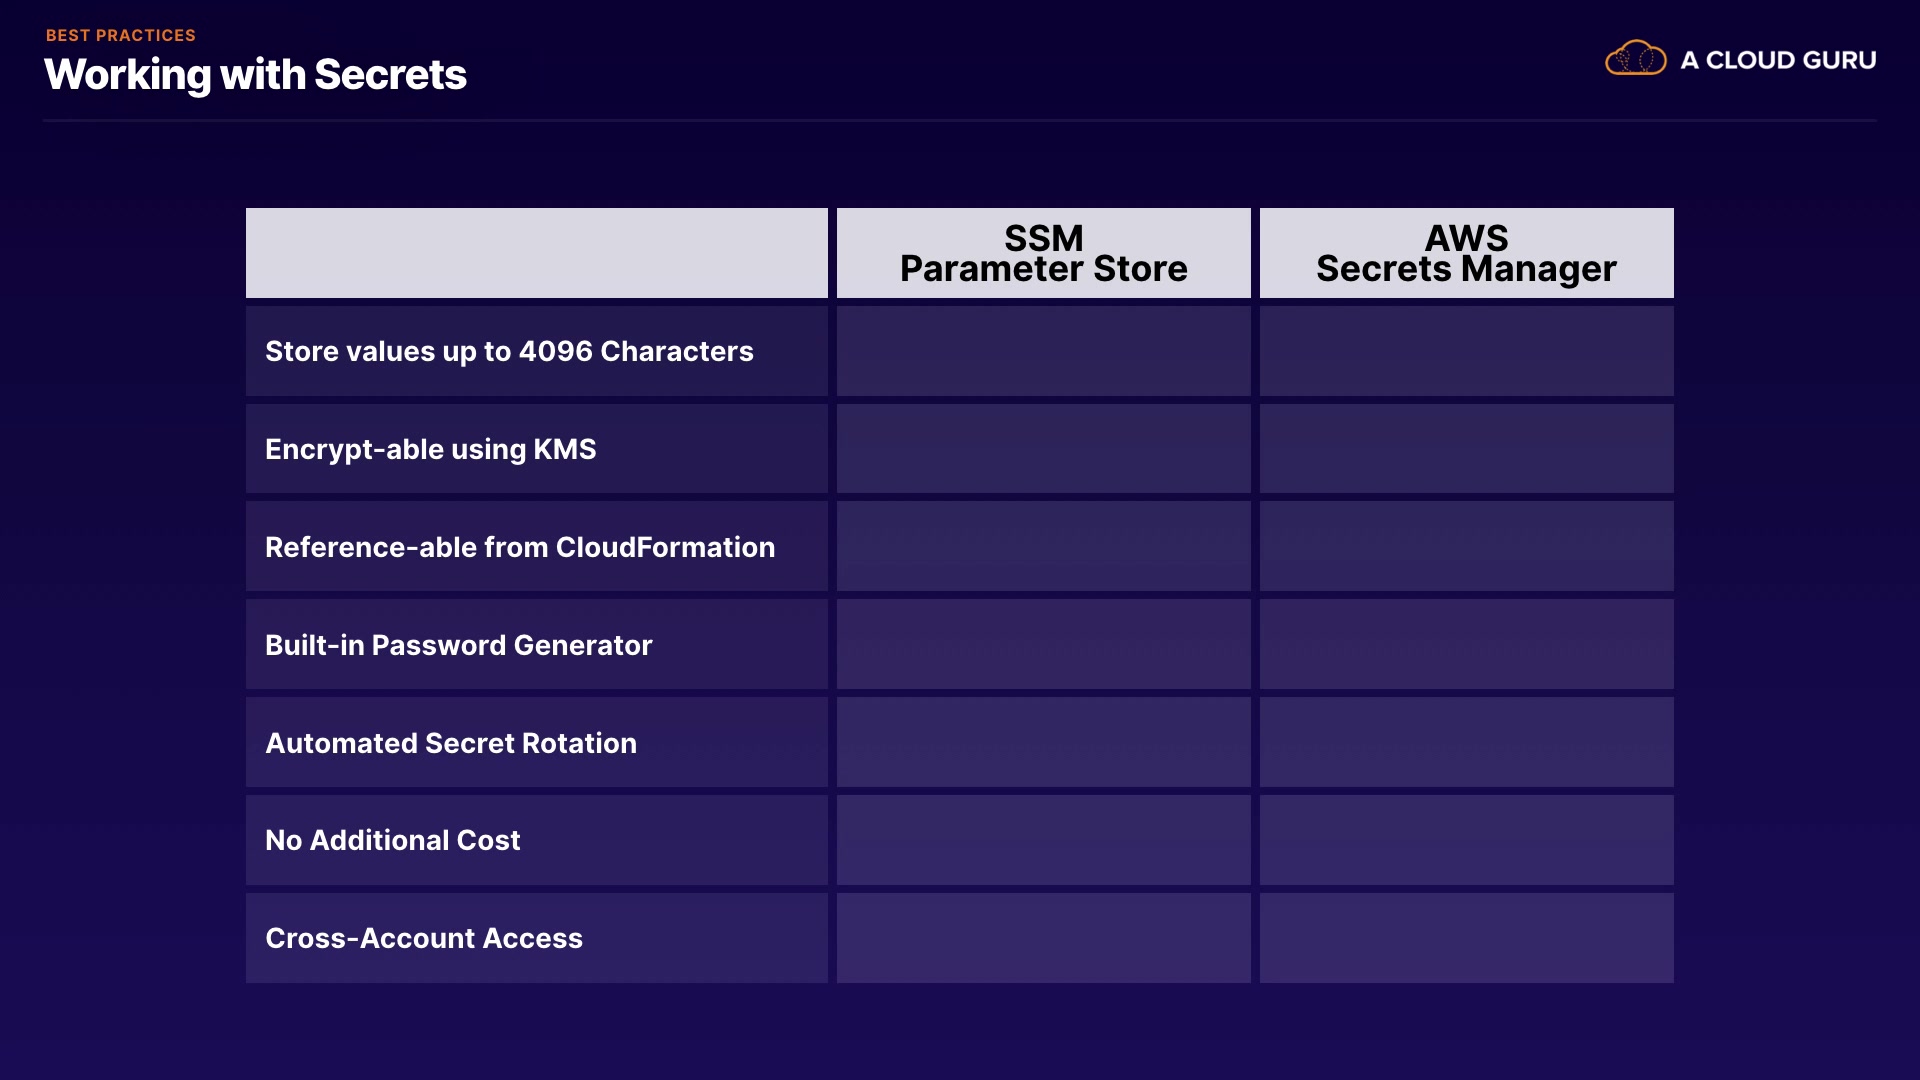 BEST PRACTICES
Working with Secrets
A CLOUD GURU
SSM
Parameter Store
AWS
Secrets Manager
Store values up to 4096 Characters
Encrypt-able using KMS
Reference-able from CloudFormation
Built-in Password Generator
Automated Secret Rotation
No Additional Cost
Cross-Account Access